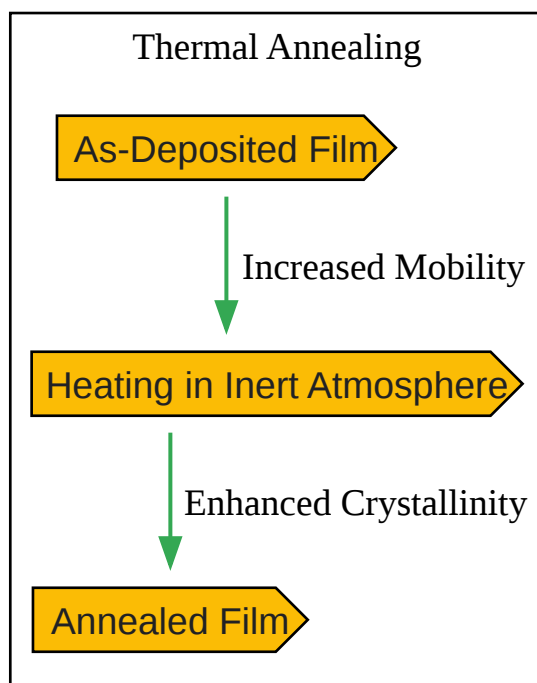 Thermal Annealing
As-Deposited Film
Increased Mobility
Heating in Inert Atmosphere
Enhanced Crystallinity
Annealed Film